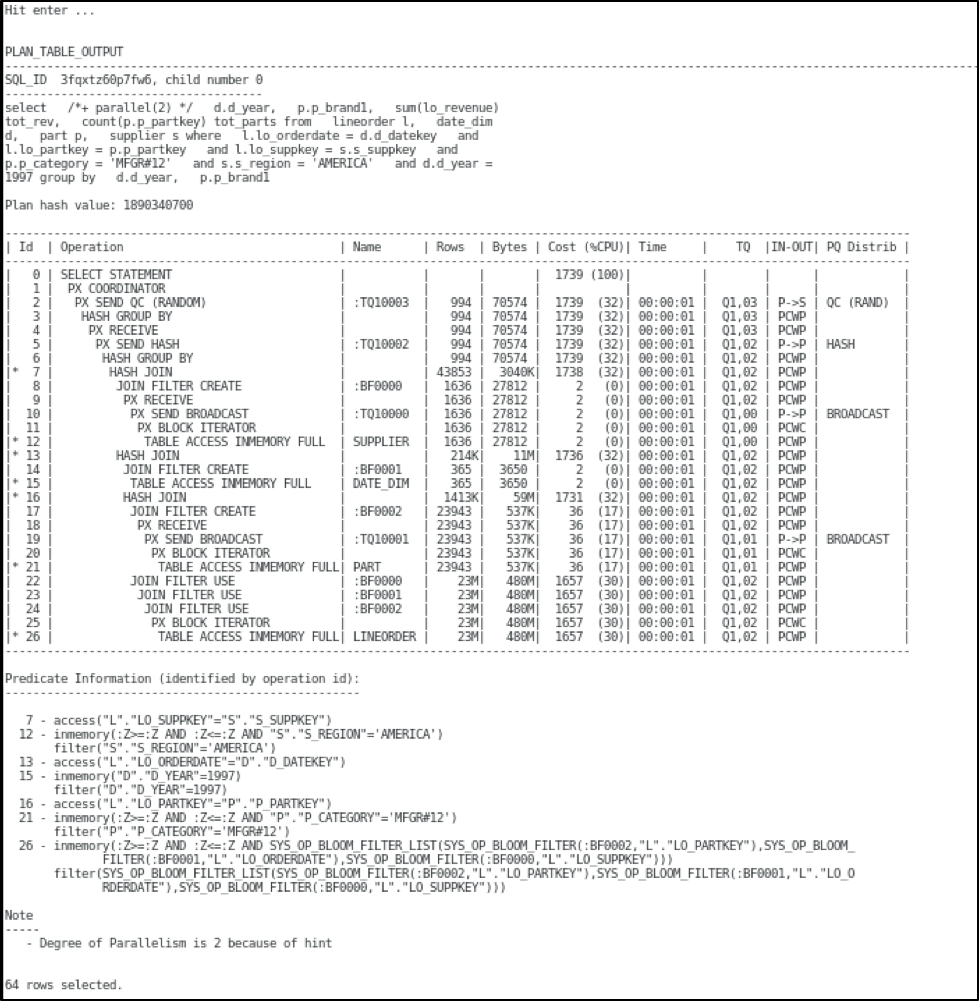 Hit enter ...
PLAN_TABLE_OUTPUT
--------------------------------------------------------------------------------------------------------------------------------------------
SQL_ID  3fqxtz60p7fw6, child number 0
-------------------------------------
select   /*+ parallel(2) */   d.d_year,   p.p_brand1,   sum(lo_revenue)
tot_rev,   count(p.p_partkey) tot_parts from   lineorder l,   date_dim
d,   part p,   supplier s where   l.lo_orderdate = d.d_datekey   and
l.lo_partkey = p.p_partkey   and l.lo_suppkey = s.s_suppkey   and
p.p_category = 'MFGR#12'   and s.s_region = 'AMERICA'   and d.d_year =
1997 group by   d.d_year,   p.p_brand1
Plan hash value: 1890340700
----------------------------------------------------------------------------------------------------------------------------------
| Id  | Operation                              | Name      | Rows  | Bytes | Cost (%CPU)| Time     |    TQ  |IN-OUT| PQ Distrib |
----------------------------------------------------------------------------------------------------------------------------------
|   0 | SELECT STATEMENT                       |           |       |       |  1739 (100)|          |        |      |            |
|   1 |  PX COORDINATOR                        |           |       |       |            |          |        |      |            |
|   2 |   PX SEND QC (RANDOM)                  | :TQ10003  |   994 | 70574 |  1739  (32)| 00:00:01 |  Q1,03 | P->S | QC (RAND)  |
|   3 |    HASH GROUP BY                       |           |   994 | 70574 |  1739  (32)| 00:00:01 |  Q1,03 | PCWP |            |
|   4 |     PX RECEIVE                         |           |   994 | 70574 |  1739  (32)| 00:00:01 |  Q1,03 | PCWP |            |
|   5 |      PX SEND HASH                      | :TQ10002  |   994 | 70574 |  1739  (32)| 00:00:01 |  Q1,02 | P->P | HASH       |
|   6 |       HASH GROUP BY                    |           |   994 | 70574 |  1739  (32)| 00:00:01 |  Q1,02 | PCWP |            |
|*  7 |        HASH JOIN                       |           | 43853 |  3040K|  1738  (32)| 00:00:01 |  Q1,02 | PCWP |            |
|   8 |         JOIN FILTER CREATE             | :BF0000   |  1636 | 27812 |     2   (0)| 00:00:01 |  Q1,02 | PCWP |            |
|   9 |          PX RECEIVE                    |           |  1636 | 27812 |     2   (0)| 00:00:01 |  Q1,02 | PCWP |            |
|  10 |           PX SEND BROADCAST            | :TQ10000  |  1636 | 27812 |     2   (0)| 00:00:01 |  Q1,00 | P->P | BROADCAST  |
|  11 |            PX BLOCK ITERATOR           |           |  1636 | 27812 |     2   (0)| 00:00:01 |  Q1,00 | PCWC |            |
|* 12 |             TABLE ACCESS INMEMORY FULL | SUPPLIER  |  1636 | 27812 |     2   (0)| 00:00:01 |  Q1,00 | PCWP |            |
|* 13 |         HASH JOIN                      |           |   214K|    11M|  1736  (32)| 00:00:01 |  Q1,02 | PCWP |            |
|  14 |          JOIN FILTER CREATE            | :BF0001   |   365 |  3650 |     2   (0)| 00:00:01 |  Q1,02 | PCWP |            |
|* 15 |           TABLE ACCESS INMEMORY FULL   | DATE_DIM  |   365 |  3650 |     2   (0)| 00:00:01 |  Q1,02 | PCWP |            |
|* 16 |          HASH JOIN                     |           |  1413K|    59M|  1731  (32)| 00:00:01 |  Q1,02 | PCWP |            |
|  17 |           JOIN FILTER CREATE           | :BF0002   | 23943 |   537K|    36  (17)| 00:00:01 |  Q1,02 | PCWP |            |
|  18 |            PX RECEIVE                  |           | 23943 |   537K|    36  (17)| 00:00:01 |  Q1,02 | PCWP |            |
|  19 |             PX SEND BROADCAST          | :TQ10001  | 23943 |   537K|    36  (17)| 00:00:01 |  Q1,01 | P->P | BROADCAST  |
|  20 |              PX BLOCK ITERATOR         |           | 23943 |   537K|    36  (17)| 00:00:01 |  Q1,01 | PCWC |            |
|* 21 |               TABLE ACCESS INMEMORY FULL| PART     | 23943 |   537K|    36  (17)| 00:00:01 |  Q1,01 | PCWP |            |
|  22 |           JOIN FILTER USE              | :BF0000   |    23M|   480M|  1657  (30)| 00:00:01 |  Q1,02 | PCWP |            |
|  23 |            JOIN FILTER USE             | :BF0001   |    23M|   480M|  1657  (30)| 00:00:01 |  Q1,02 | PCWP |            |
|  24 |             JOIN FILTER USE            | :BF0002   |    23M|   480M|  1657  (30)| 00:00:01 |  Q1,02 | PCWP |            |
|  25 |              PX BLOCK ITERATOR         |           |    23M|   480M|  1657  (30)| 00:00:01 |  Q1,02 | PCWC |            |
|* 26 |               TABLE ACCESS INMEMORY FULL| LINEORDER |    23M|   480M|  1657  (30)| 00:00:01 |  Q1,02 | PCWP |            |
----------------------------------------------------------------------------------------------------------------------------------
Predicate Information (identified by operation id):
---------------------------------------------------
   7 - access("L"."LO_SUPPKEY"="S"."S_SUPPKEY")
  12 - inmemory(:Z>=:Z AND :Z<=:Z AND "S"."S_REGION"='AMERICA')
       filter("S"."S_REGION"='AMERICA')
  13 - access("L"."LO_ORDERDATE"="D"."D_DATEKEY")
  15 - inmemory("D"."D_YEAR"=1997)
       filter("D"."D_YEAR"=1997)
  16 - access("L"."LO_PARTKEY"="P"."P_PARTKEY")
  21 - inmemory(:Z>=:Z AND :Z<=:Z AND "P"."P_CATEGORY"='MFGR#12')
       filter("P"."P_CATEGORY"='MFGR#12')
  26 - inmemory(:Z>=:Z AND :Z<=:Z AND SYS_OP_BLOOM_FILTER_LIST(SYS_OP_BLOOM_FILTER(:BF0002,"L"."LO_PARTKEY"),SYS_OP_BLOOM_
              FILTER(:BF0001,"L"."LO_ORDERDATE"),SYS_OP_BLOOM_FILTER(:BF0000,"L"."LO_SUPPKEY")))
       filter(SYS_OP_BLOOM_FILTER_LIST(SYS_OP_BLOOM_FILTER(:BF0002,"L"."LO_PARTKEY"),SYS_OP_BLOOM_FILTER(:BF0001,"L"."LO_O
              RDERDATE"),SYS_OP_BLOOM_FILTER(:BF0000,"L"."LO_SUPPKEY")))
Note
-----
   - Degree of Parallelism is 2 because of hint
64 rows selected.